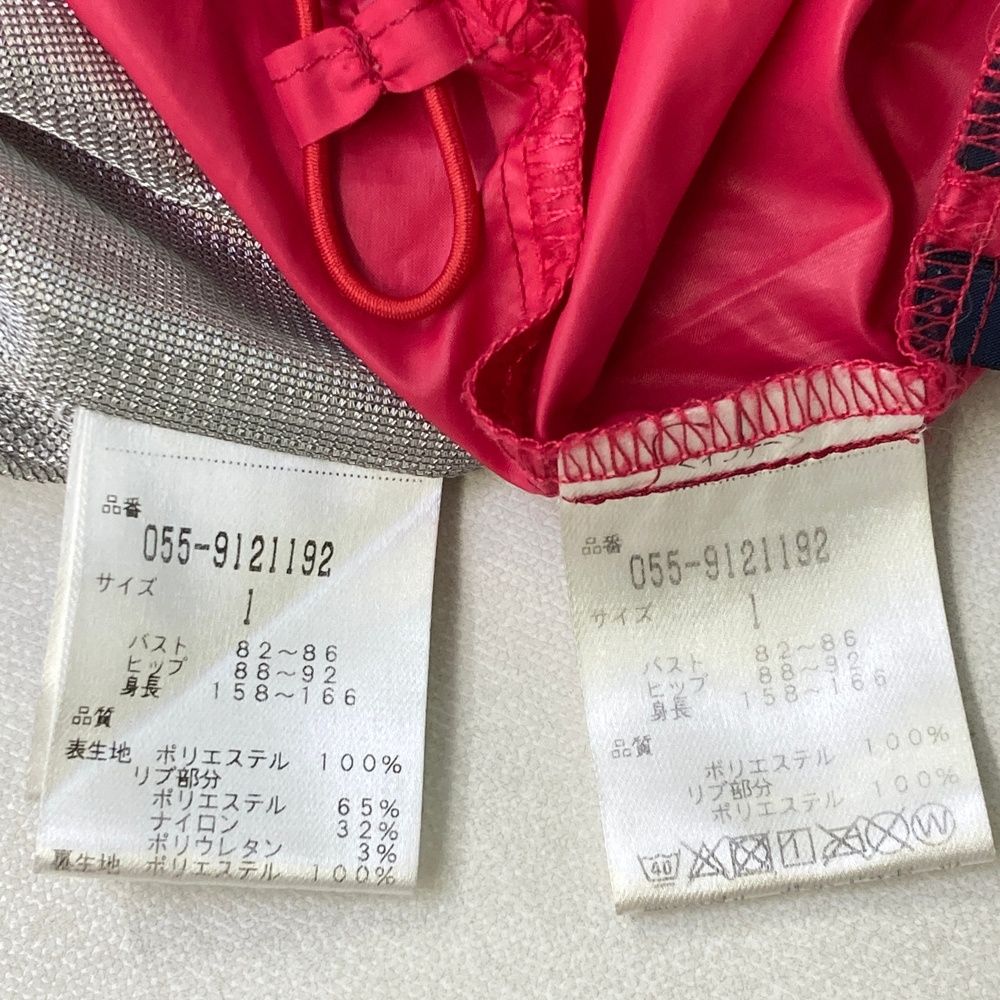 品番
055-9121192
サイズ
1
バスト 82～86
ヒップ 88～92
身長 158～166
品質
表生地 ポリエステル 100%
リブ部分
ポリエステル 65%
ナイロン 32%
ポリウレタン 3%
裏生地 ポリエステル 100%
品番
055-9121192
サイズ
1
バスト 82～86
ヒップ 88～92
身長 158～166
品質
ポリエステル 100%
リブ部分
ポリエステル 100%
40 1 W